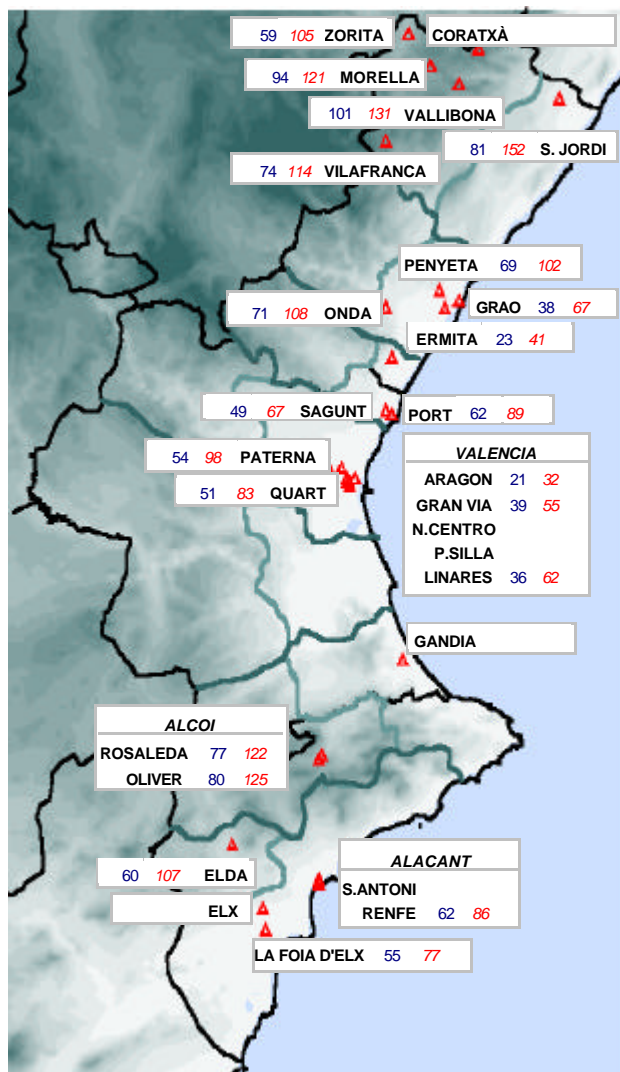 59 105 ZORITA
CORATXÀ
94 121 MORELLA
101 131 VALLIBONA
81 152 S. JORDI
74 114 VILAFRANCA
PENYETA 69 102
71 108 ONDA
GRAO 38 67
ERMITA 23 41
49 67 SAGUNT
PORT 62 89
54 98 PATERNA
51 83 QUART
VALENCIA
ARAGON 21 32
GRAN VIA 39 55
N.CENTRO
P.SILLA
LINARES 36 62
GANDIA
ALCOI
ROSALEDA 77 122
OLIVER 80 125
60 107 ELDA
ELX
ALACANT
S.ANTONI
RENFE 62 86
LA FOIA D'ELX 55 77